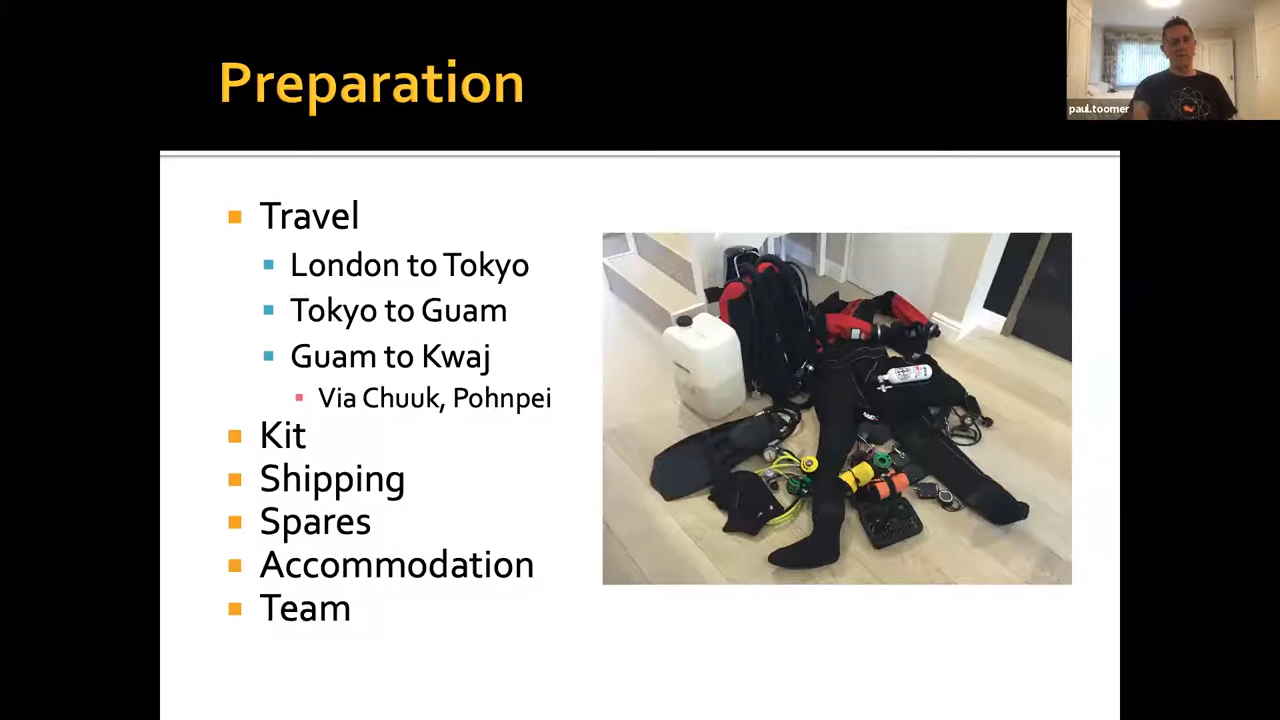 Preparation
paul.toomer
Travel
London to Tokyo
Tokyo to Guam
Guam to Kwaj
Via Chuuk, Pohnpei
Kit
Shipping
Spares
Accommodation
Team